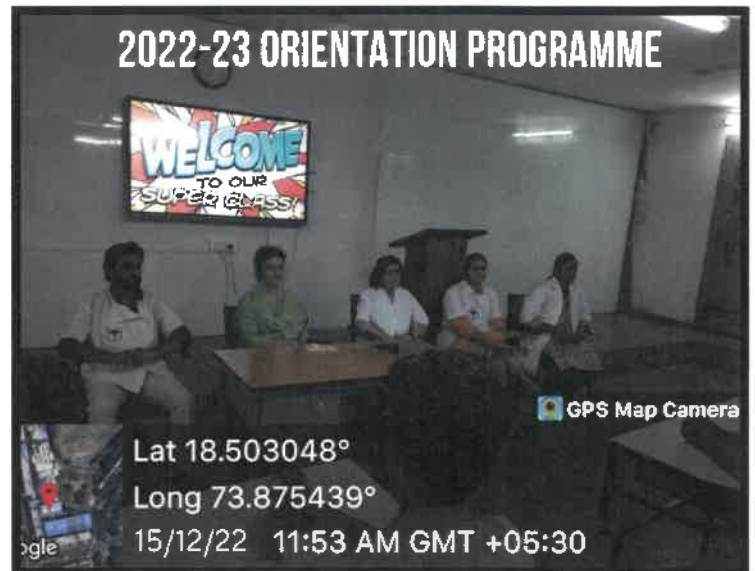 2022-23 ORIENTATION PROGRAMME
WELCOME
TO OUR
SUPER CLASS!
GPS Map Camera
Lat 18.503048°
Long 73.875439°
ogle
15/12/22 11:53 AM GMT +05:30